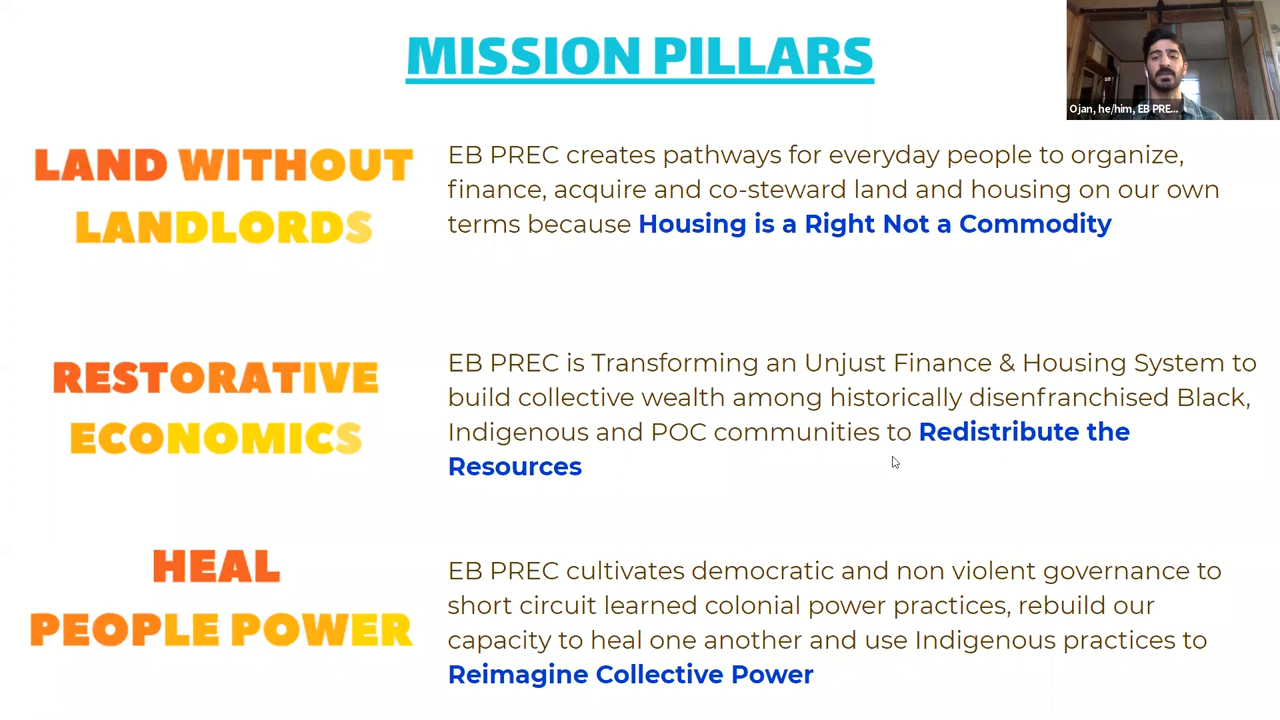 MISSION PILLARS
Ojan, he/him, EB PRE...
LAND WITHOUT
LANDLORDS
EB PREC creates pathways for everyday people to organize,
finance, acquire and co-steward land and housing on our own
terms because Housing is a Right Not a Commodity
RESTORATIVE
ECONOMICS
EB PREC is Transforming an Unjust Finance & Housing System to
build collective wealth among historically disenfranchised Black,
Indigenous and POC communities to Redistribute the
Resources
HEAL
PEOPLE POWER
EB PREC cultivates democratic and non violent governance to
short circuit learned colonial power practices, rebuild our
capacity to heal one another and use Indigenous practices to
Reimagine Collective Power